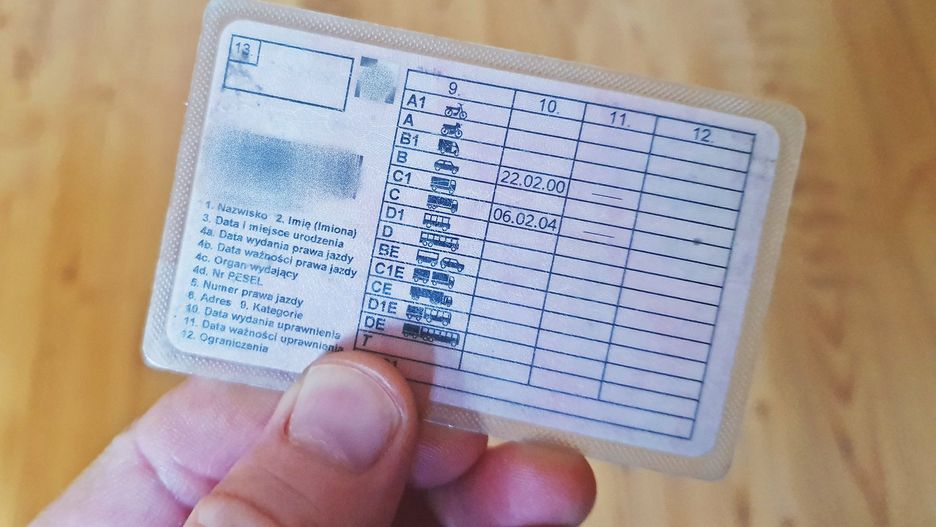 13.
1. Nazwisko 2. Imię (Imiona)
3. Data i miejsce urodzenia
4a. Data wydania prawa jazdy
4b. Data ważności prawa jazdy
4c. Organ wydający
4d. Nr PESEL
5. Numer prawa jazdy
8. Adres 9. Kategorie
10. Data wydania uprawnienia
11. Data ważności uprawnienia
12. Ograniczenia
9. 10. 11. 12.
A1
A
B1
B 22.02.00 —
C1
C 06.02.04 —
D1
D
BE
C1E
CE
D1E
DE
T